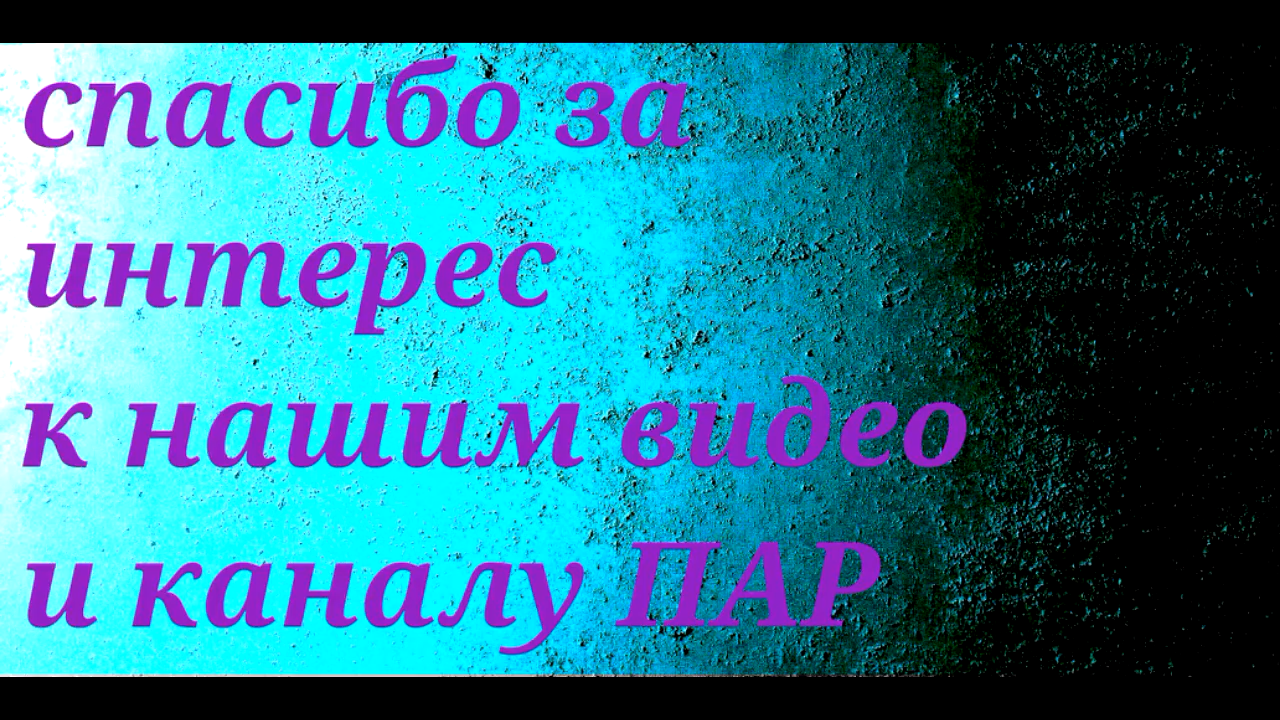 спасибо за
интерес
к нашим видео
и каналу ПАР